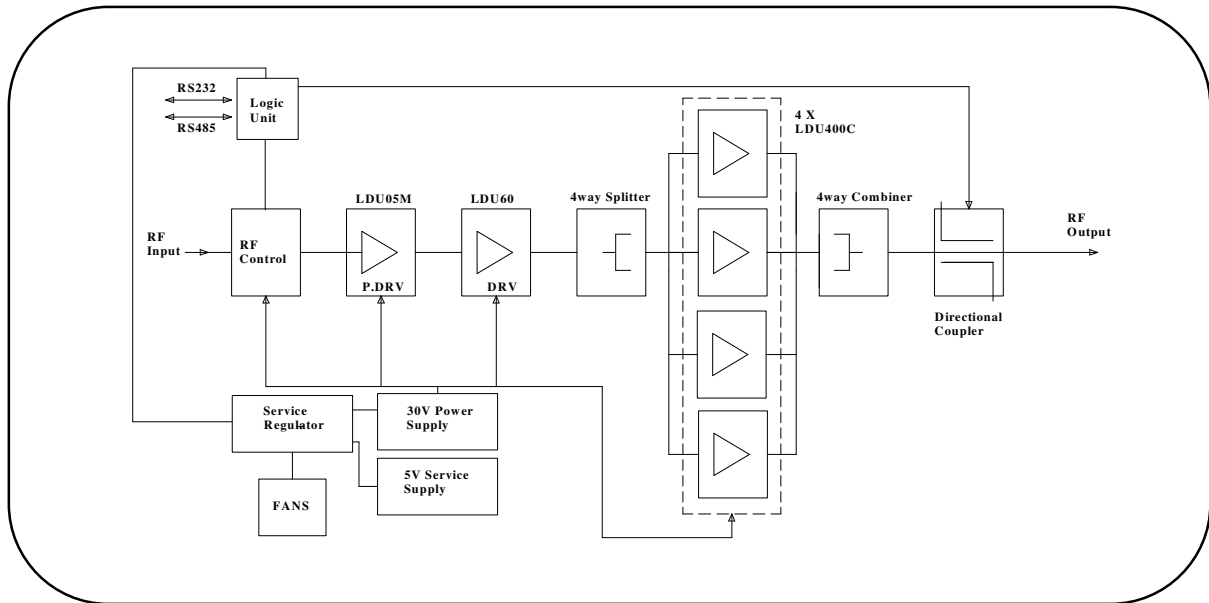 RS232
RS485
Logic
Unit
4 X
LDU400C
LDU05M
LDU60
4way Splitter
4way Combiner
RF
Input
RF
Control
P.DRV
DRV
RF
Output
Directional
Coupler
Service
Regulator
30V Power
Supply
5V Service
Supply
FANS